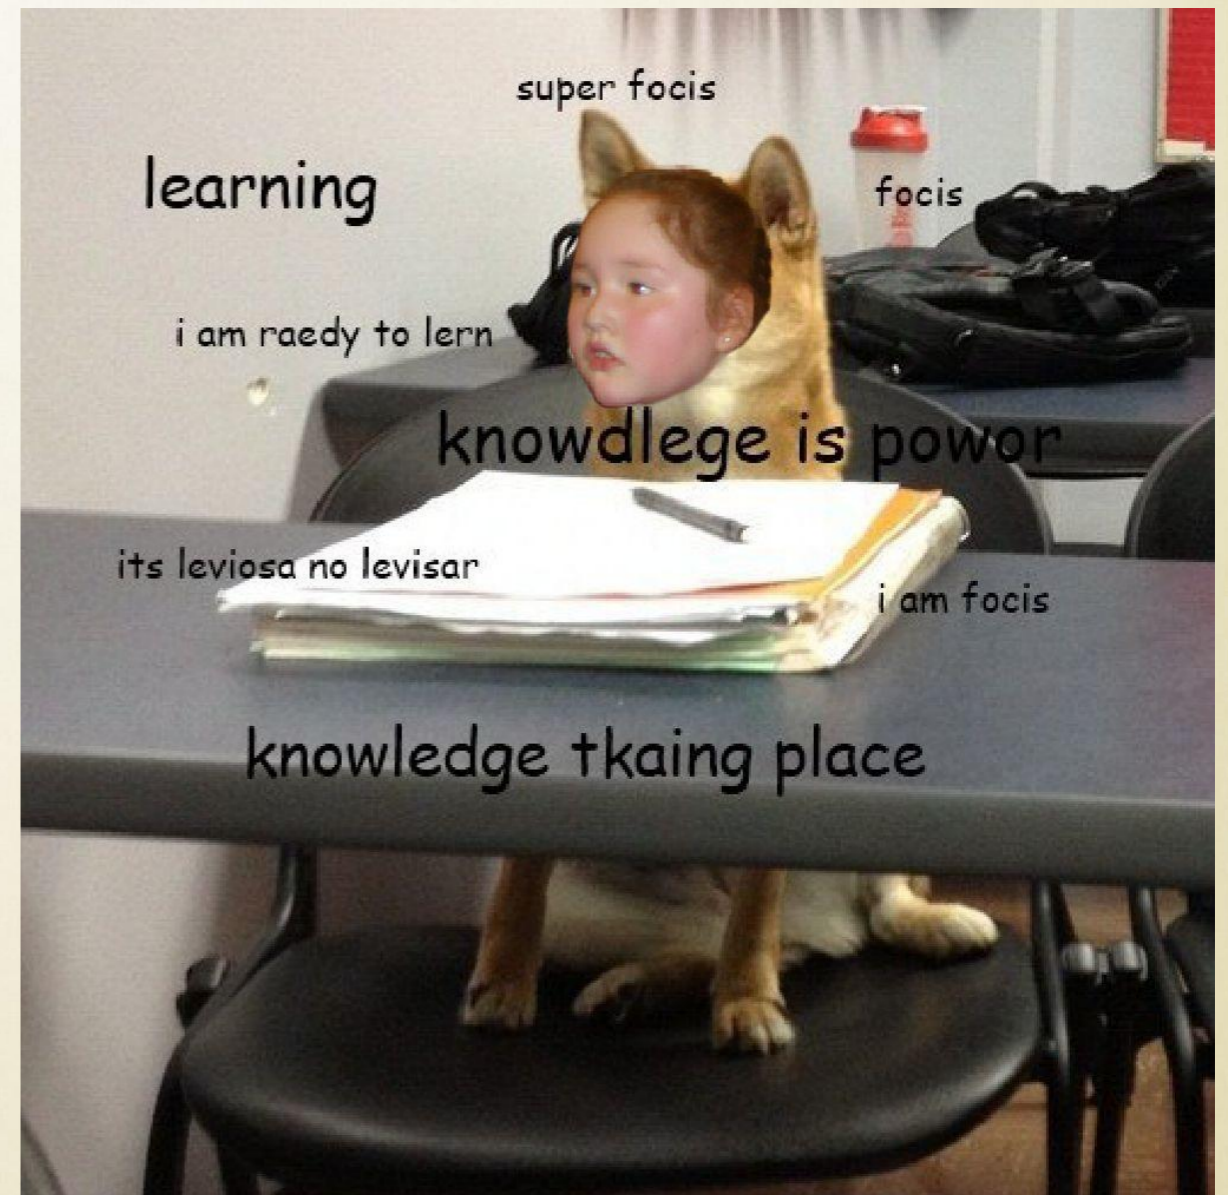 super focis
learning
focis
i am raedy to lern
knowdlege is powor
its leviosa no levisar
i am focis
knowledge tkaing place